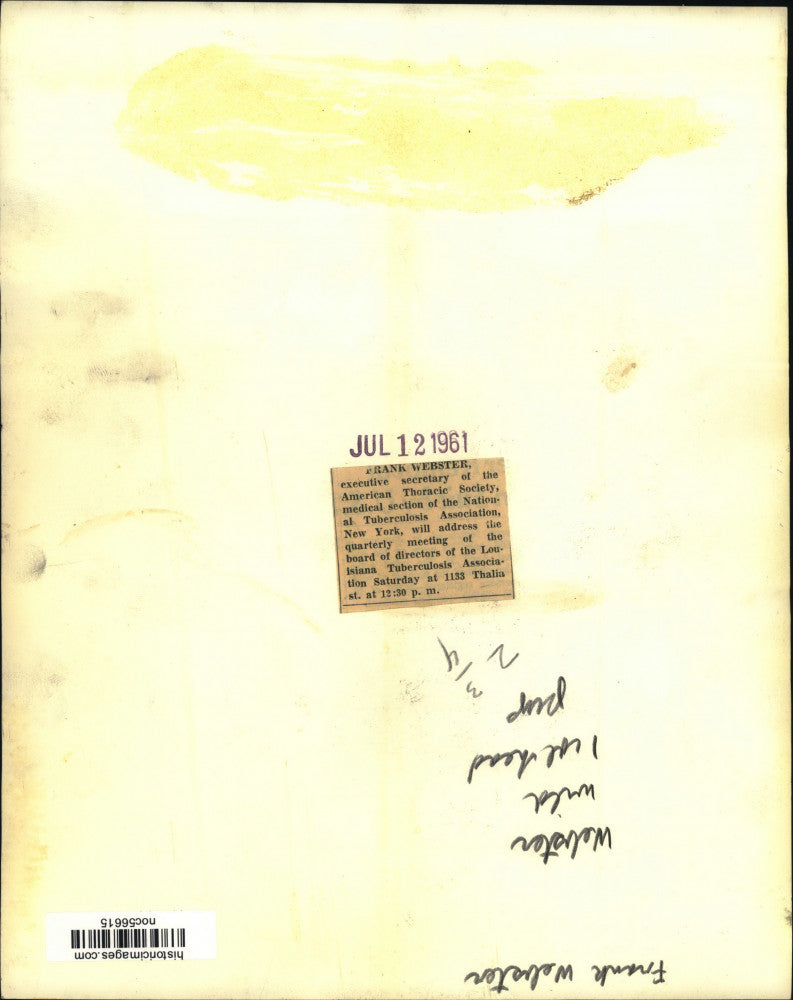 JUL 12 1961
FRANK WEBSTER,
executive secretary of the
American Thoracic Society,
medical section of the Nation-
al Tuberculosis Association,
New York, will address the
quarterly meeting of the
board of directors of the Lou-
isiana Tuberculosis Associa-
tion Saturday at 1133 Thalia
st. at 12:30 p. m.
Frank Webster
Webster
wild
1 col head
2 3/4
historicimages.com
noc56615